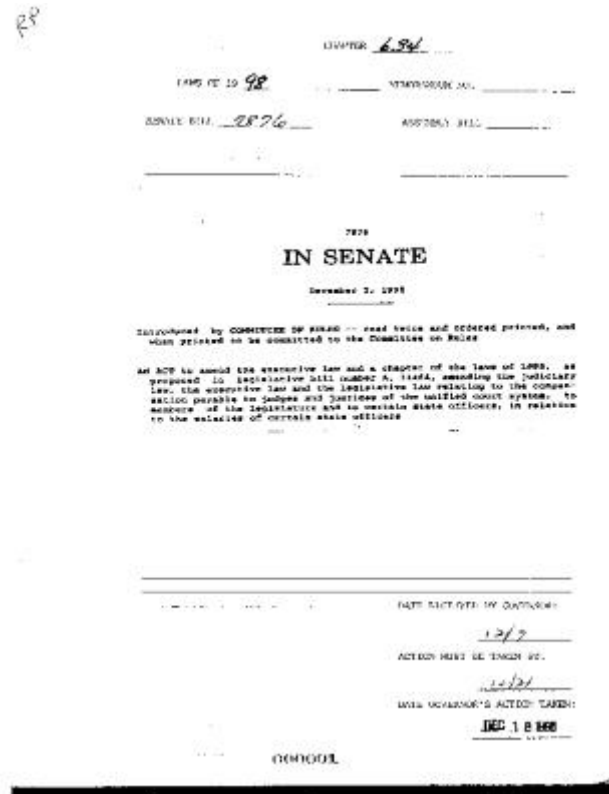 RP
CHAPTER 634
LAWS OF 19 98 MEMORANDUM NO.
SENATE BILL 7876 ASSEMBLY BILL
7876
IN SENATE
December 2, 1998
Introduced by COMMITTEE ON RULES -- read twice and ordered printed, and
when printed to be committed to the Committee on Rules
AN ACT to amend the executive law and a chapter of the laws of 1998, as
proposed in legislative bill number A. amending the judiciary
law, the executive law and the legislative law relating to the compen-
sation payable to judges and justices of the unified court system, to
members of the legislature and to certain state officers, in relation
to the salaries of certain state officers
DATE RECEIVED BY GOVERNOR:
12/9
ACTION MUST BE TAKEN BY:
12/21
DATE GOVERNOR'S ACTION TAKEN:
DEC 18 1998
000001